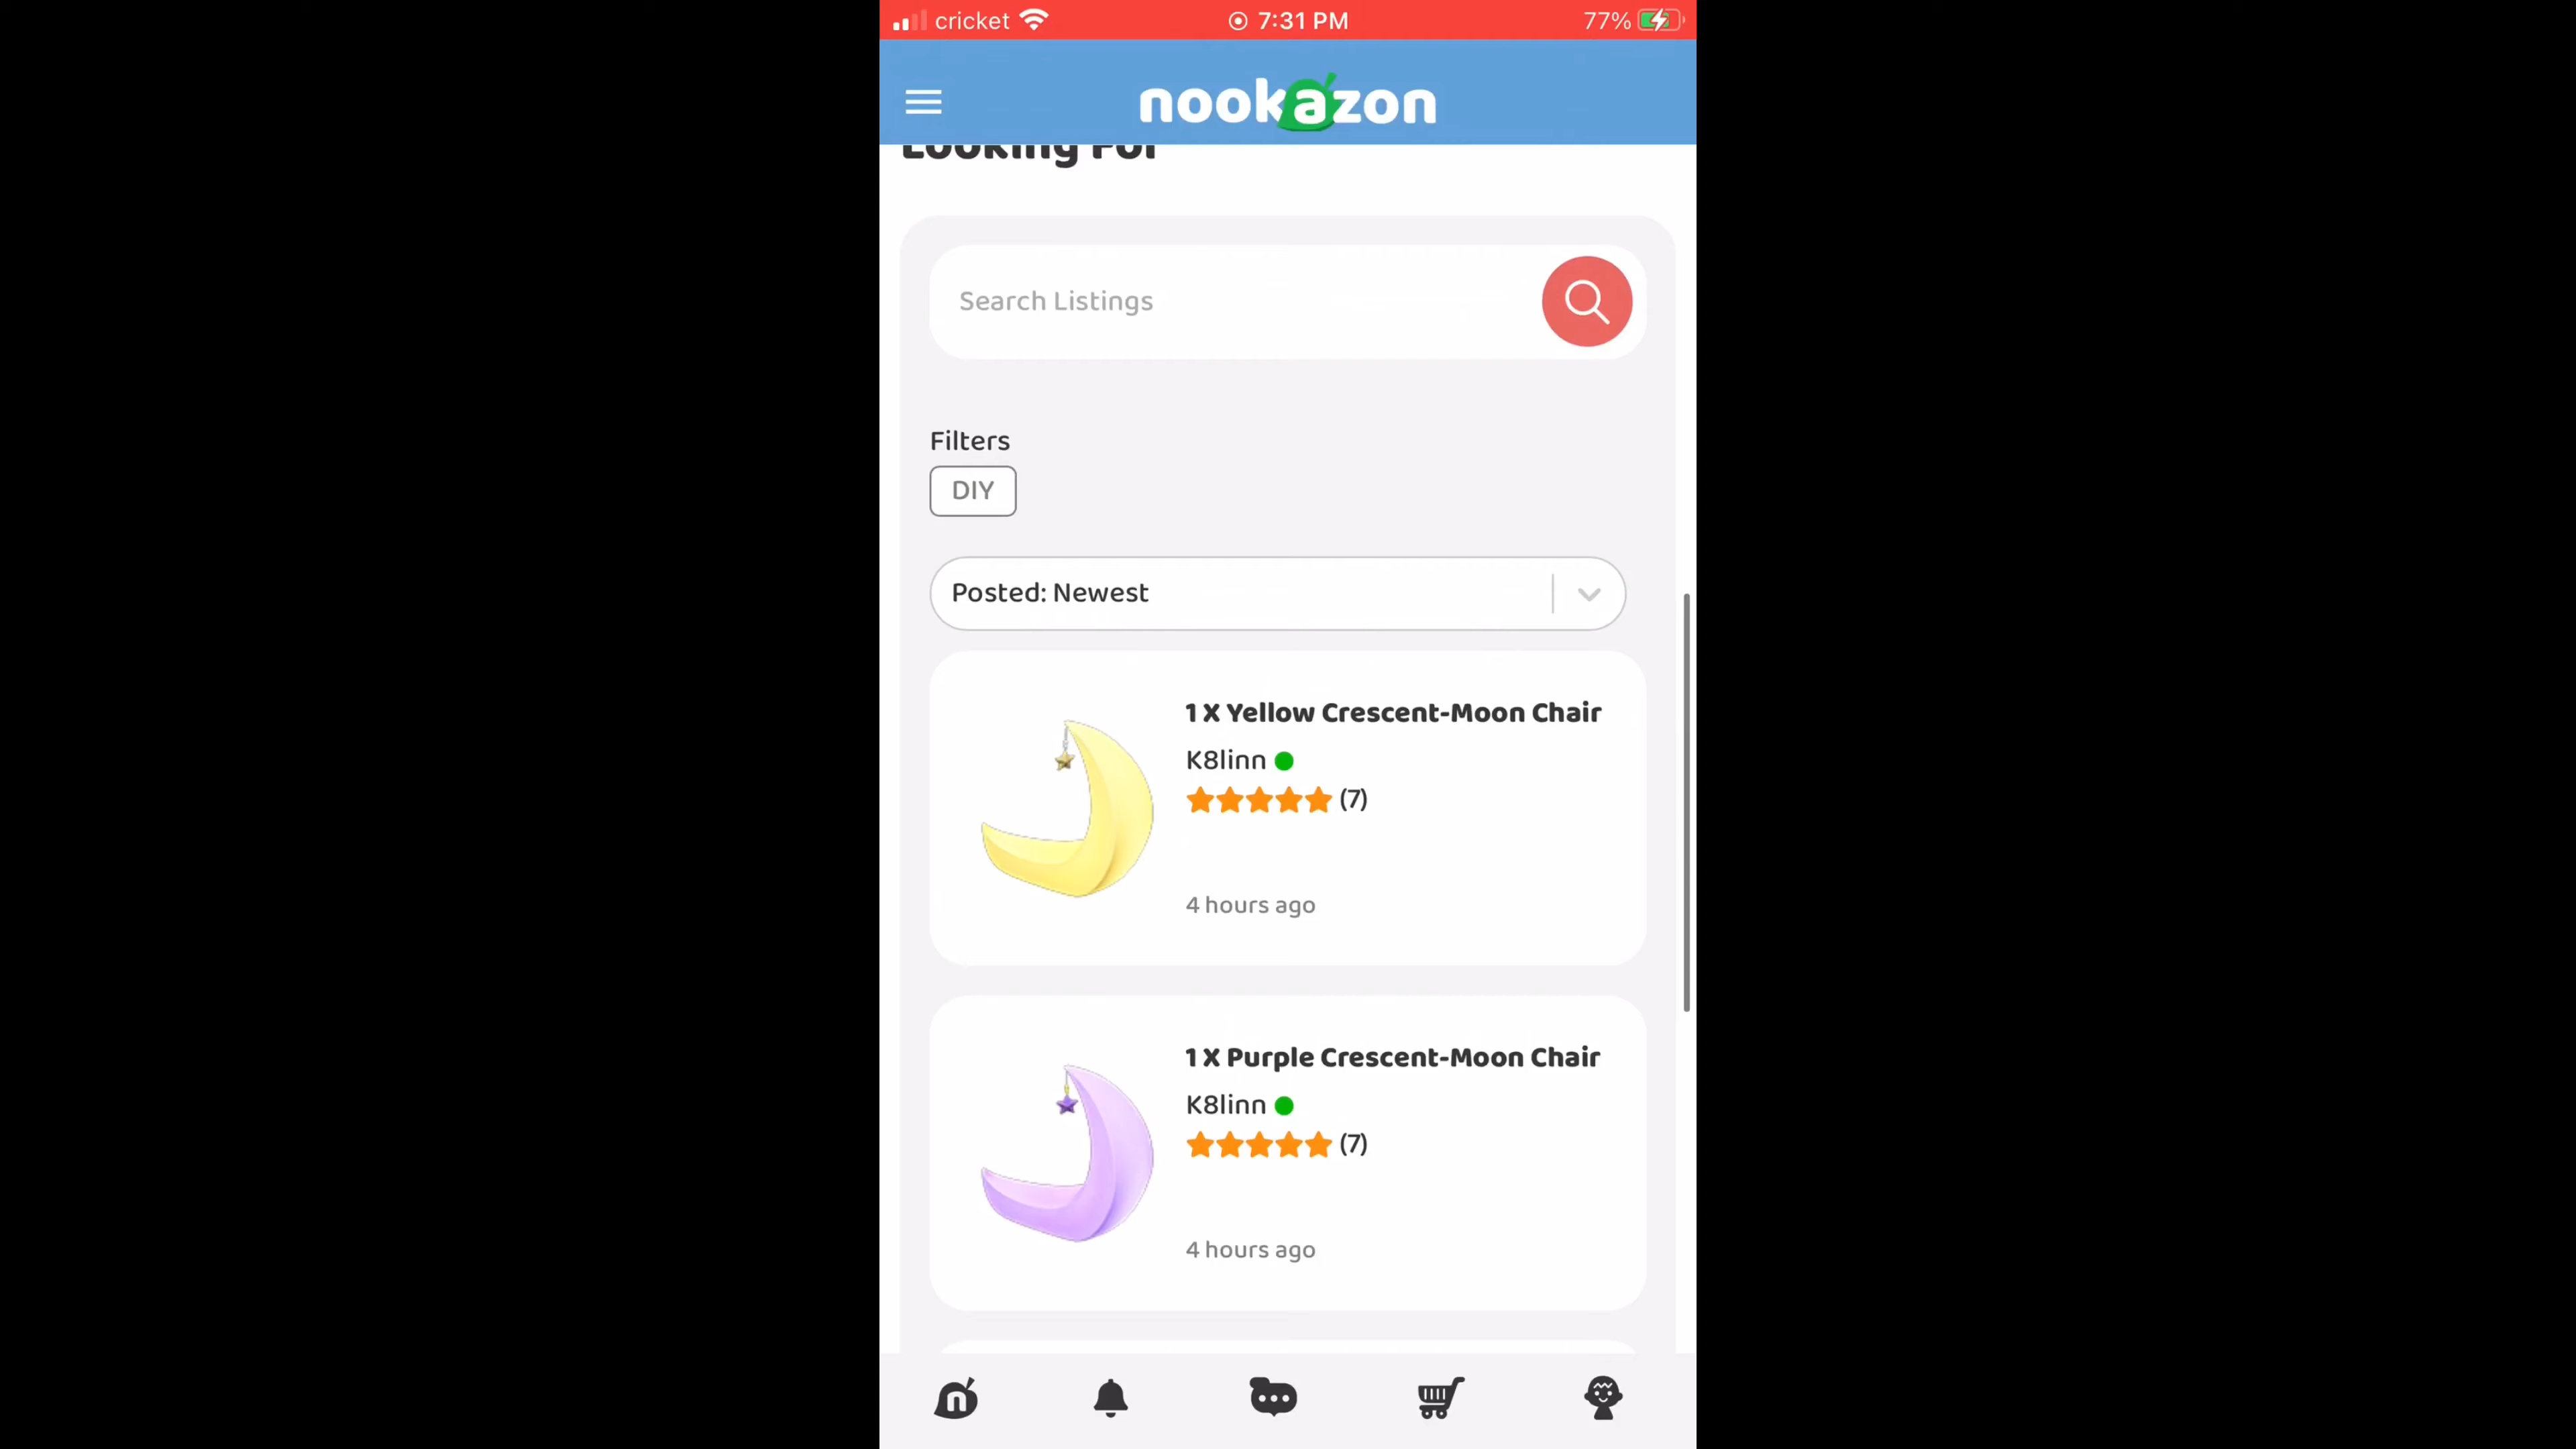 cricket 7:31 PM 77%
nookazon
Looking For
Search Listings
Filters
DIY
Posted: Newest
1 X Yellow Crescent-Moon Chair
K8linn
(7)
4 hours ago
1 X Purple Crescent-Moon Chair
K8linn
(7)
4 hours ago
n